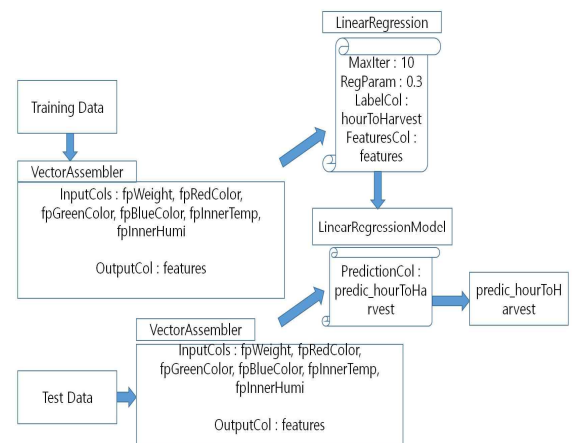 LinearRegression
MaxIter : 10
RegParam : 0.3
LabelCol :
hourToHarvest
FeaturesCol :
features
Training Data
VectorAssembler
InputCols : fpWeight, fpRedColor,
fpGreenColor, fpBlueColor, fpInnerTemp,
fpInnerHumi
OutputCol : features
LinearRegressionModel
PredictionCol :
predic_hourToHa
rvest
predic_hourToH
arvest
VectorAssembler
InputCols : fpWeight, fpRedColor,
fpGreenColor, fpBlueColor, fpInnerTemp,
fpInnerHumi
OutputCol : features
Test Data